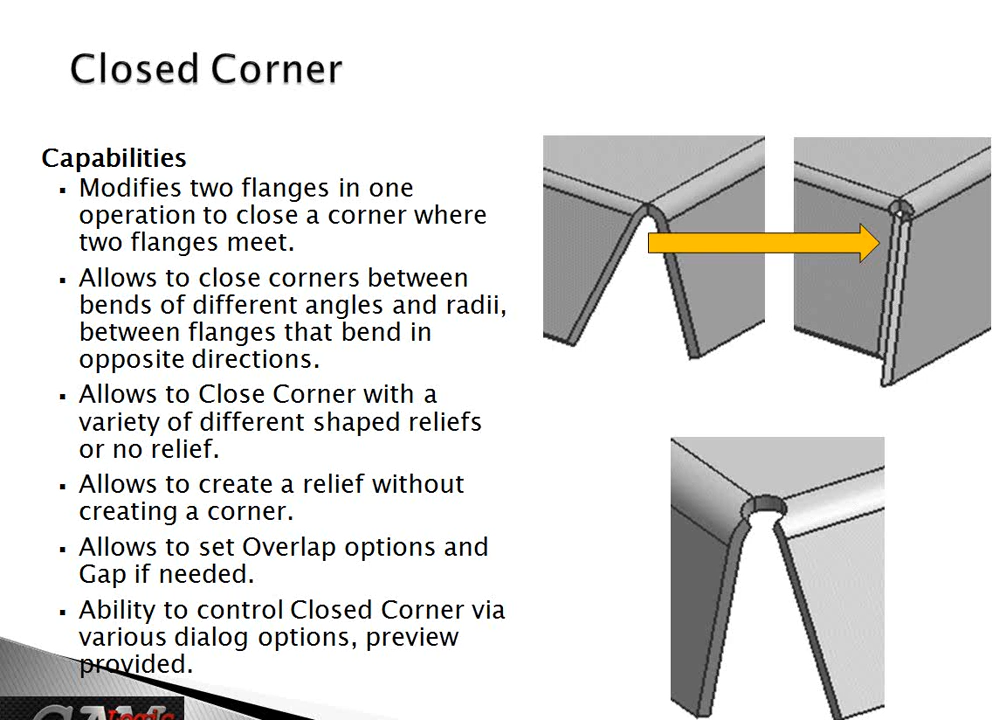 Closed Corner
Capabilities
▪ Modifies two flanges in one
operation to close a corner where
two flanges meet.
▪ Allows to close corners between
bends of different angles and radii,
between flanges that bend in
opposite directions.
▪ Allows to Close Corner with a
variety of different shaped reliefs
or no relief.
▪ Allows to create a relief without
creating a corner.
▪ Allows to set Overlap options and
Gap if needed.
▪ Ability to control Closed Corner via
various dialog options, preview
provided.
CAM Logic